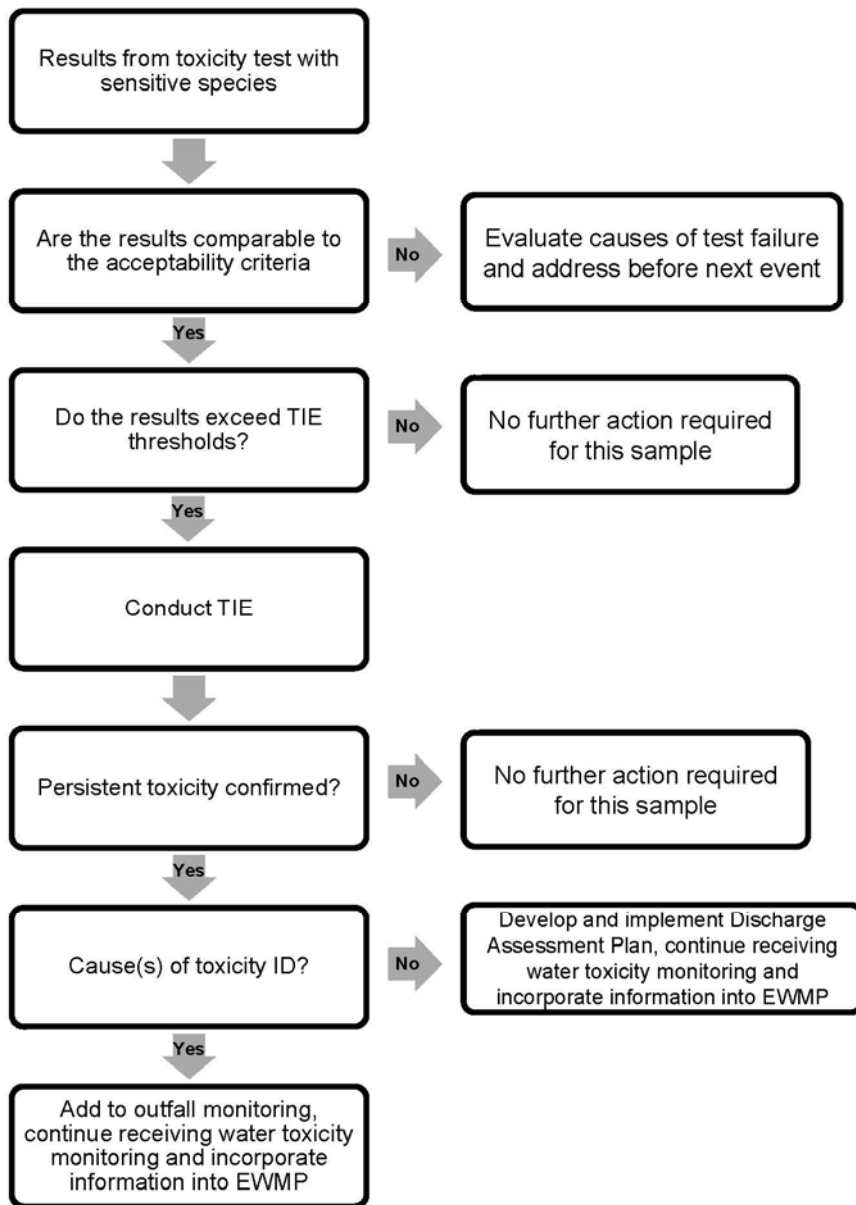 Results from toxicity test with
sensitive species
Are the results comparable to
the acceptability criteria
No
Evaluate causes of test failure
and address before next event
Yes
Do the results exceed TIE
thresholds?
No
No further action required
for this sample
Yes
Conduct TIE
Persistent toxicity confirmed?
No
No further action required
for this sample
Yes
Cause(s) of toxicity ID?
No
Develop and implement Discharge
Assessment Plan, continue receiving
water toxicity monitoring and
incorporate information into EWMP
Yes
Add to outfall monitoring,
continue receiving water toxicity
monitoring and incorporate
information into EWMP